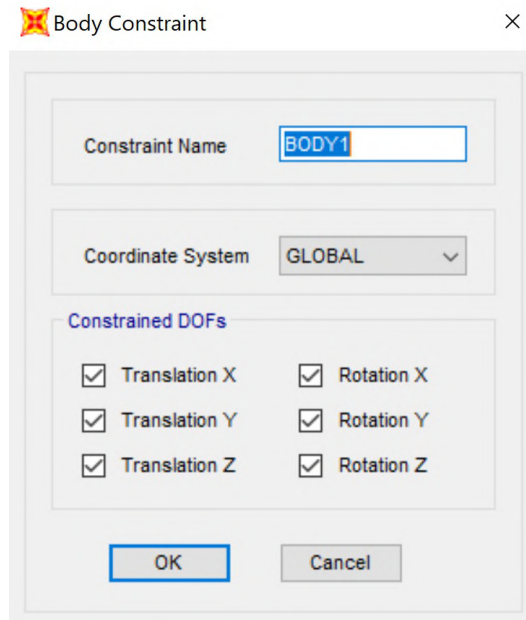 Body Constraint
Constraint Name BODY1
Coordinate System GLOBAL
Constrained DOFs
Translation X Rotation X
Translation Y Rotation Y
Translation Z Rotation Z
OK Cancel